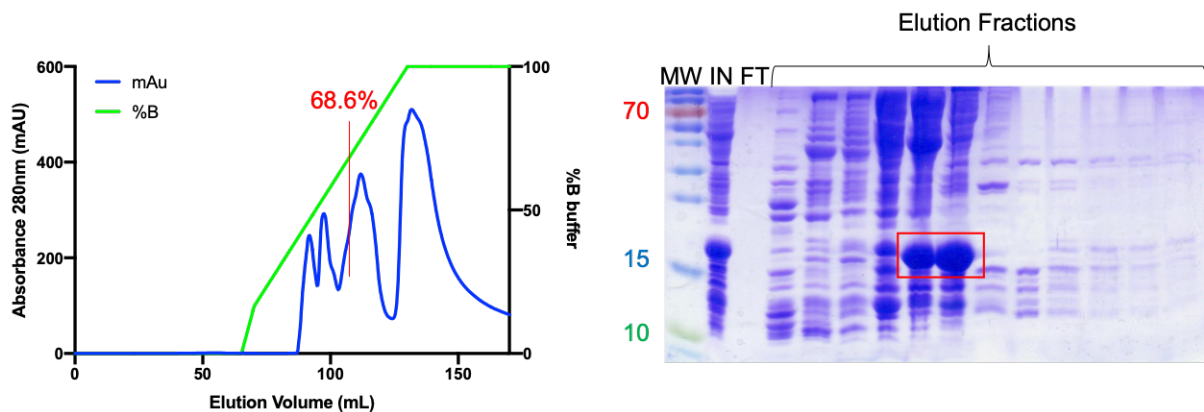 Elution Fractions
MW IN FT
600
400
200
0
Absorbance 280nm (mAU)
mAu
%B
68.6%
100
50
0
%B buffer
0
50
100
150
Elution Volume (mL)
70
15
10